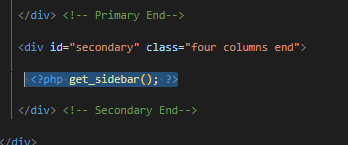 </div> <!-- Primary End-->
<div id="secondary" class="four columns end">
<?php get_sidebar(); ?>
</div> <!-- Secondary End-->
</div>